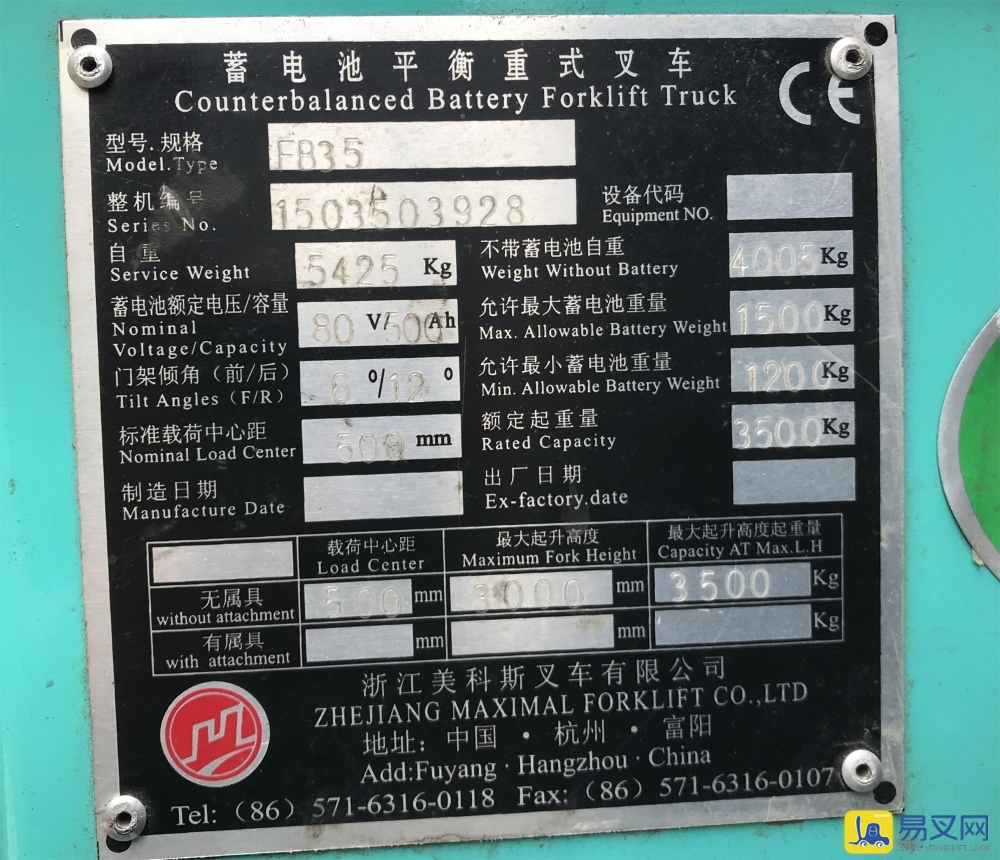 蓄电池平衡重式叉车
Counterbalanced Battery Forklift Truck
CE
型号.规格
Model.Type
FB35
整机编号
Series No.
1503503928
设备代码
Equipment NO.
自重
Service Weight
5425 Kg
不带蓄电池自重
Weight Without Battery
4005 Kg
蓄电池额定电压/容量
Nominal
Voltage/Capacity
80 V/500 Ah
允许最大蓄电池重量
Max. Allowable Battery Weight
1500 Kg
门架倾角（前/后）
Tilt Angles（F/R）
6 °/12 °
允许最小蓄电池重量
Min. Allowable Battery Weight
1200 Kg
标准载荷中心距
Nominal Load Center
500 mm
额定起重量
Rated Capacity
3500 Kg
制造日期
Manufacture Date
出厂日期
Ex-factory.date
载荷中心距
Load Center
最大起升高度
Maximum Fork Height
最大起升高度起重量
Capacity AT Max.L.H
无属具
without attachment
500 mm
3000 mm
3500 Kg
有属具
with attachment
mm
mm
Kg
浙江美科斯叉车有限公司
ZHEJIANG MAXIMAL FORKLIFT CO.,LTD
地址：中国·杭州·富阳
Add:Fuyang·Hangzhou·China
Tel:（86）571-6316-0118 Fax:（86）571-6316-0107
易叉网